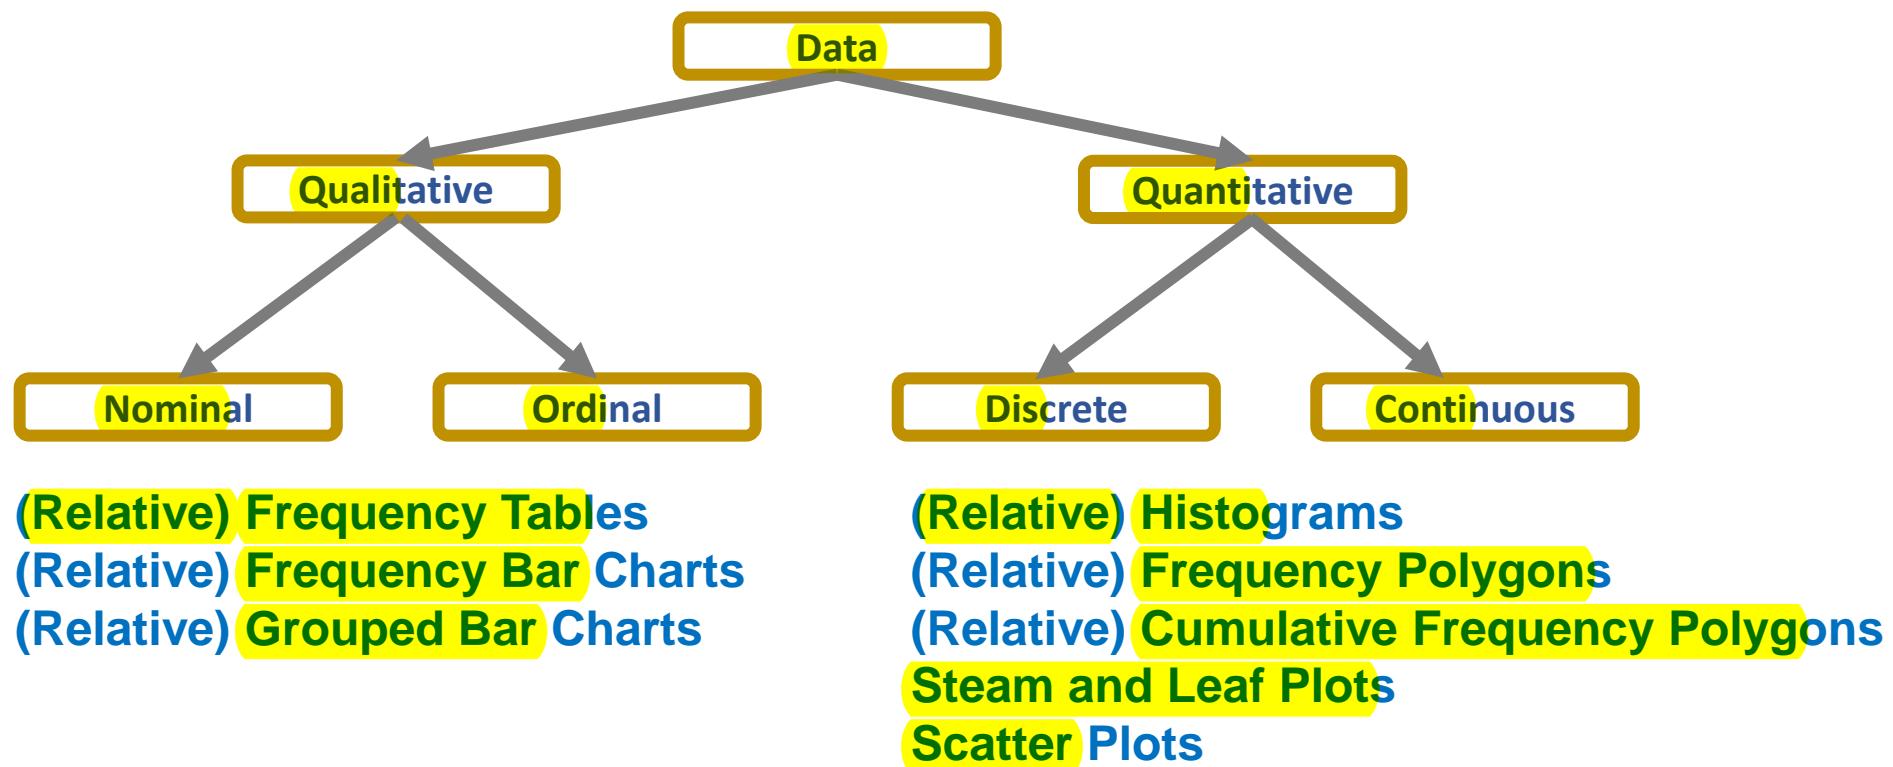 Data
Qualitative
Quantitative
Nominal
Ordinal
Discrete
Continuous
(Relative) Frequency Tables
(Relative) Frequency Bar Charts
(Relative) Grouped Bar Charts
(Relative) Histograms
(Relative) Frequency Polygons
(Relative) Cumulative Frequency Polygons
Steam and Leaf Plots
Scatter Plots